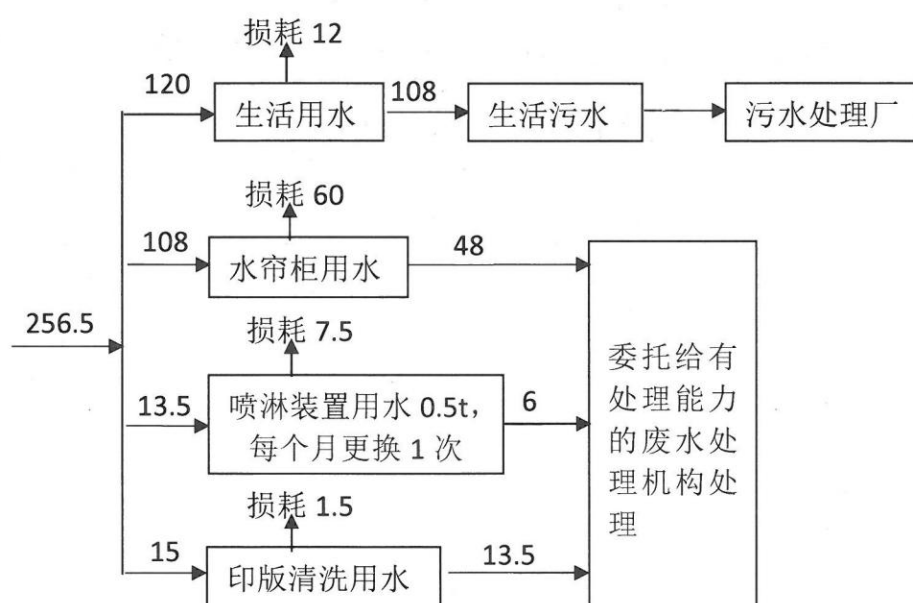 损耗 12
120
生活用水
108
生活污水
污水处理厂
损耗 60
108
水帘柜用水
48
256.5
损耗 7.5
13.5
喷淋装置用水 0.5t，
每个月更换 1 次
6
委托给有
处理能力
的废水处
理机构处
理
损耗 1.5
15
印版清洗用水
13.5